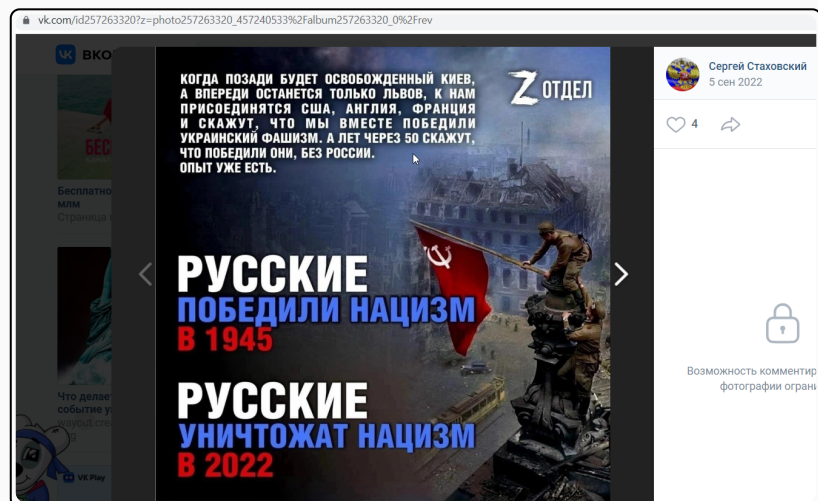 vk.com/id257263320?z=photo257263320_457240533%2Falbum257263320_0%2Frev
ВКО
КОГДА ПОЗАДИ БУДЕТ ОСВОБОЖДЕННЫЙ КИЕВ,
А ВПЕРЕДИ ОСТАНЕТСЯ ТОЛЬКО ЛЬВОВ, К НАМ
ПРИСОЕДИНЯТСЯ США, АНГЛИЯ, ФРАНЦИЯ
И СКАЖУТ, ЧТО МЫ ВМЕСТЕ ПОБЕДИЛИ
УКРАИНСКИЙ ФАШИЗМ. А ЛЕТ ЧЕРЕЗ 50 СКАЖУТ,
ЧТО ПОБЕДИЛИ ОНИ, БЕЗ РОССИИ.
ОПЫТ УЖЕ ЕСТЬ.
Z ОТДЕЛ
РУССКИЕ
ПОБЕДИЛИ НАЦИЗМ
В 1945
РУССКИЕ
УНИЧТОЖАТ НАЦИЗМ
В 2022
Сергей Стаховский
5 сен 2022
4
Возможность комментир
фотографии ограни
БЕС
Бесплатно
млм
Страница
Что делае
событие у
VK Play